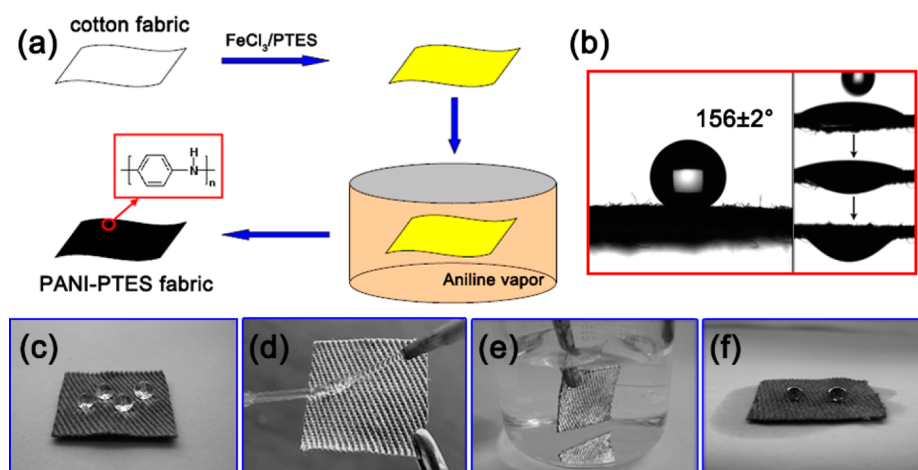 (a)
cotton fabric
FeCl₃/PTES
H
N
n
PANI-PTES fabric
Aniline vapor
(b)
156±2°
(c)
(d)
(e)
(f)